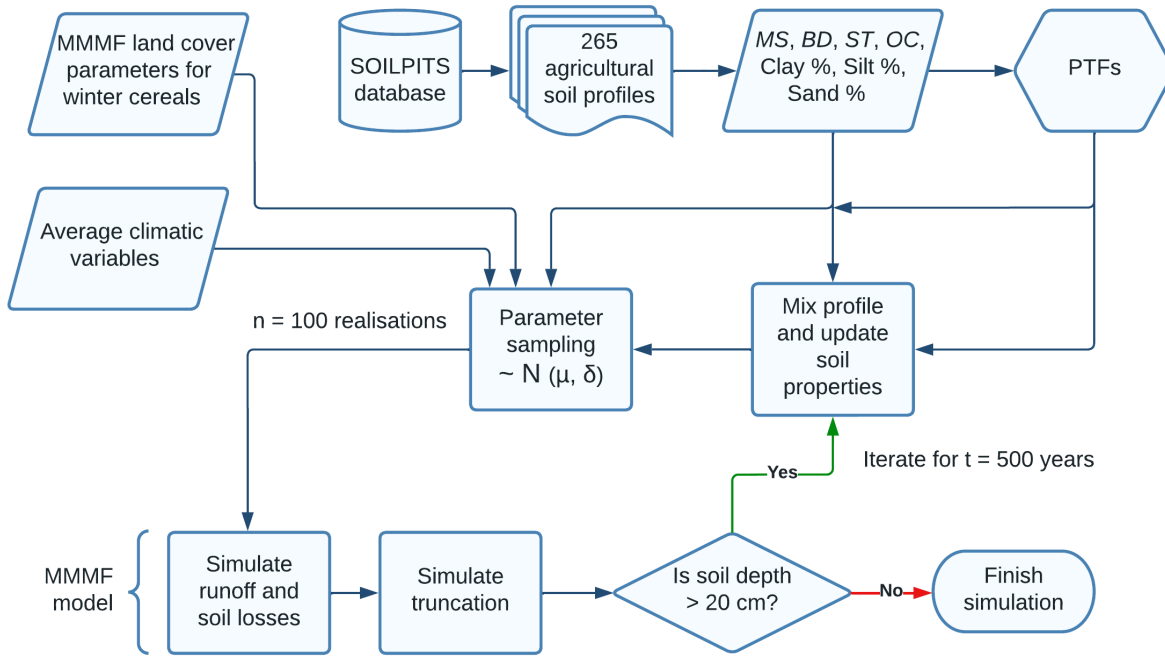 MMMF land cover
parameters for
winter cereals
SOILPITS
database
265
agricultural
soil profiles
MS, BD, ST, OC,
Clay %, Silt %,
Sand %
PTFs
Average climatic
variables
n = 100 realisations
Parameter
sampling
~ N (µ, δ)
Mix profile
and update
soil
properties
Yes
Iterate for t = 500 years
MMMF
model
Simulate
runoff and
soil losses
Simulate
truncation
Is soil depth
> 20 cm?
No
Finish
simulation